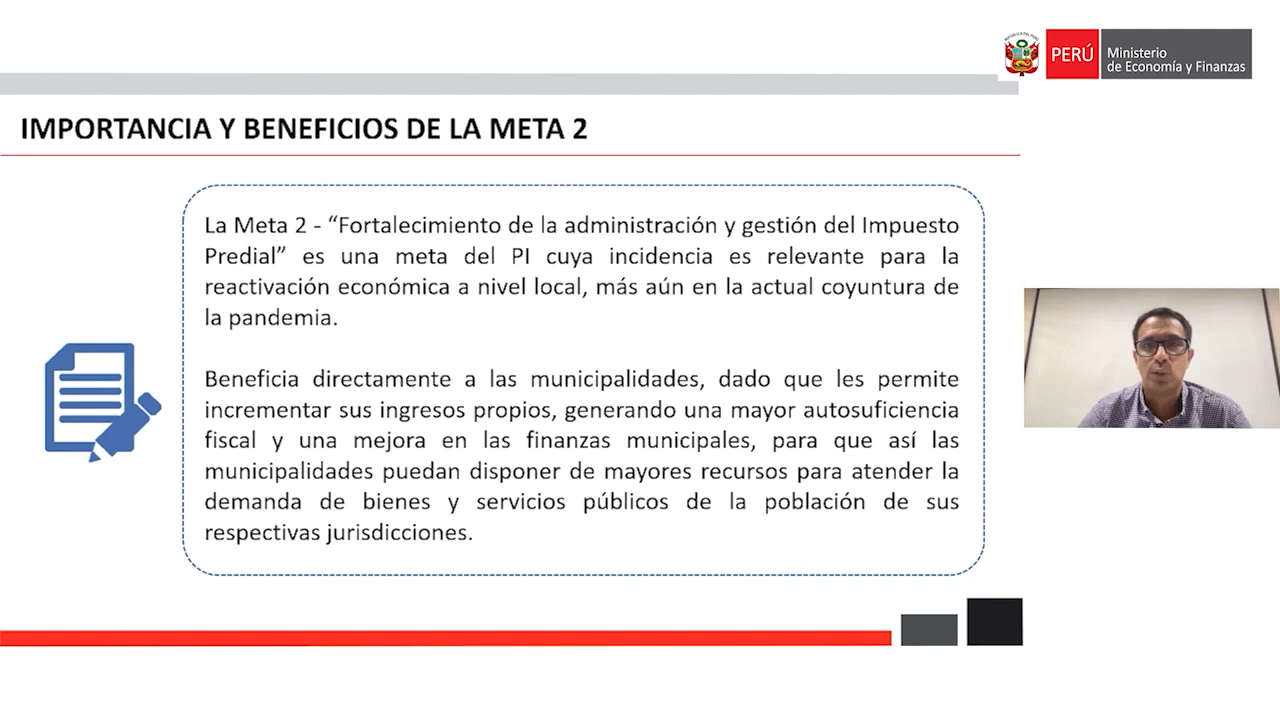 REPÚBLICA DEL PERÚ
PERÚ
Ministerio
de Economía y Finanzas
IMPORTANCIA Y BENEFICIOS DE LA META 2
La Meta 2 - “Fortalecimiento de la administración y gestión del Impuesto
Predial” es una meta del PI cuya incidencia es relevante para la
reactivación económica a nivel local, más aún en la actual coyuntura de
la pandemia.
Beneficia directamente a las municipalidades, dado que les permite
incrementar sus ingresos propios, generando una mayor autosuficiencia
fiscal y una mejora en las finanzas municipales, para que así las
municipalidades puedan disponer de mayores recursos para atender la
demanda de bienes y servicios públicos de la población de sus
respectivas jurisdicciones.